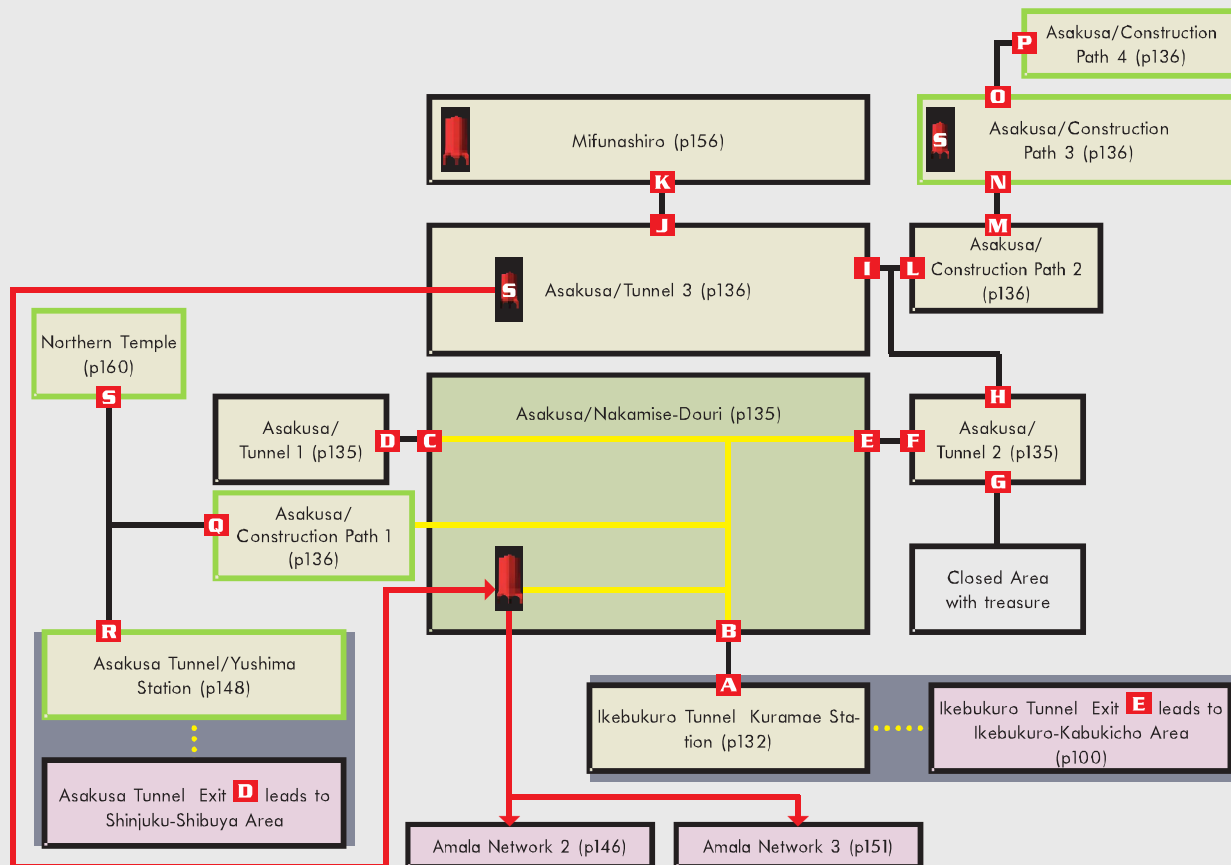 P
Asakusa/Construction
Path 4 (p136)
O
Mifunashiro (p156)
S
Asakusa/Construction
Path 3 (p136)
K
N
J
M
S
Asakusa/Tunnel 3 (p136)
I
L
Asakusa/
Construction Path 2
(p136)
Northern Temple
(p160)
S
Asakusa/
Tunnel 1 (p135)
D
C
Asakusa/Nakamise-Douri (p135)
E
F
H
Asakusa/
Tunnel 2 (p135)
G
Q
Asakusa/
Construction Path 1
(p136)
Closed Area
with treasure
R
B
Asakusa Tunnel/Yushima
Station (p148)
A
Ikebukuro Tunnel Kuramae Sta-
tion (p132)
Ikebukuro Tunnel Exit E leads to
Ikebukuro-Kabukicho Area
(p100)
Asakusa Tunnel Exit D leads to
Shinjuku-Shibuya Area
Amala Network 2 (p146)
Amala Network 3 (p151)